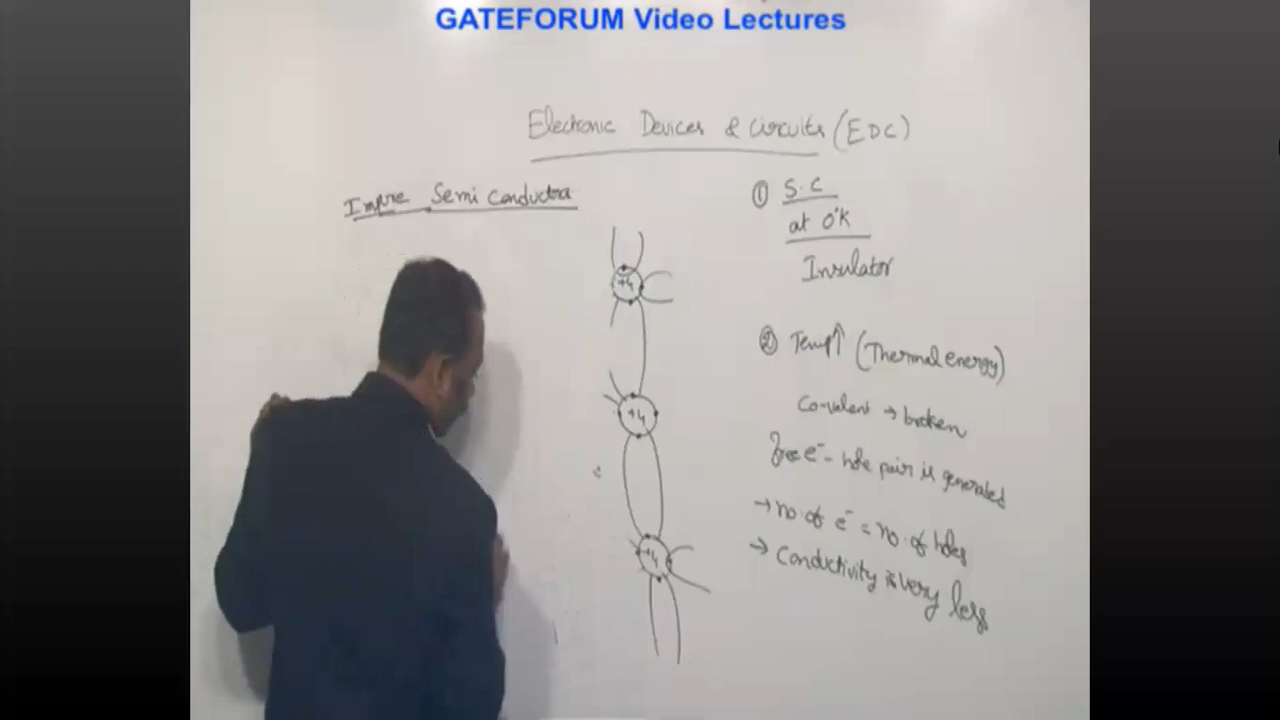 GATEFORUM Video Lectures
Electronic Devices & Circuits (EDC)
Impure Semi Conductor
+4
+4
+4
① S.C
at 0°K
Insulator
② Temp↑ (Thermal energy)
Co-valent → broken
free e⁻ - hole pair is generated
→ no. of e⁻ = no. of holes
→ Conductivity is very less